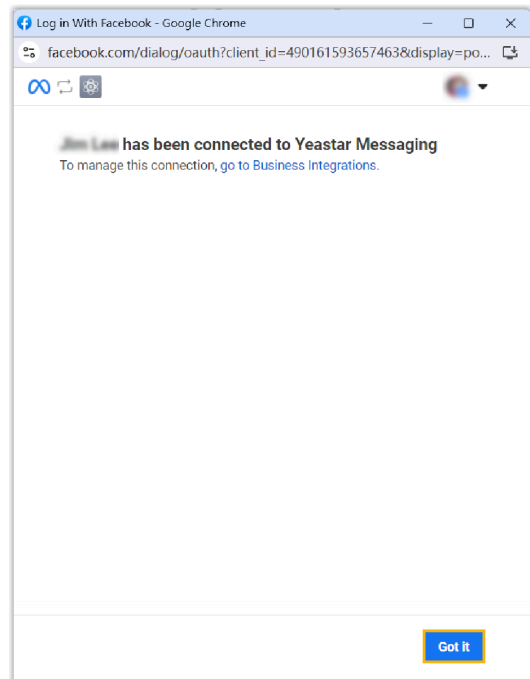 Log in With Facebook - Google Chrome
facebook.com/dialog/oauth?client_id=490161593657463&display=po...
has been connected to Yeastar Messaging
To manage this connection, go to Business Integrations.
Got it